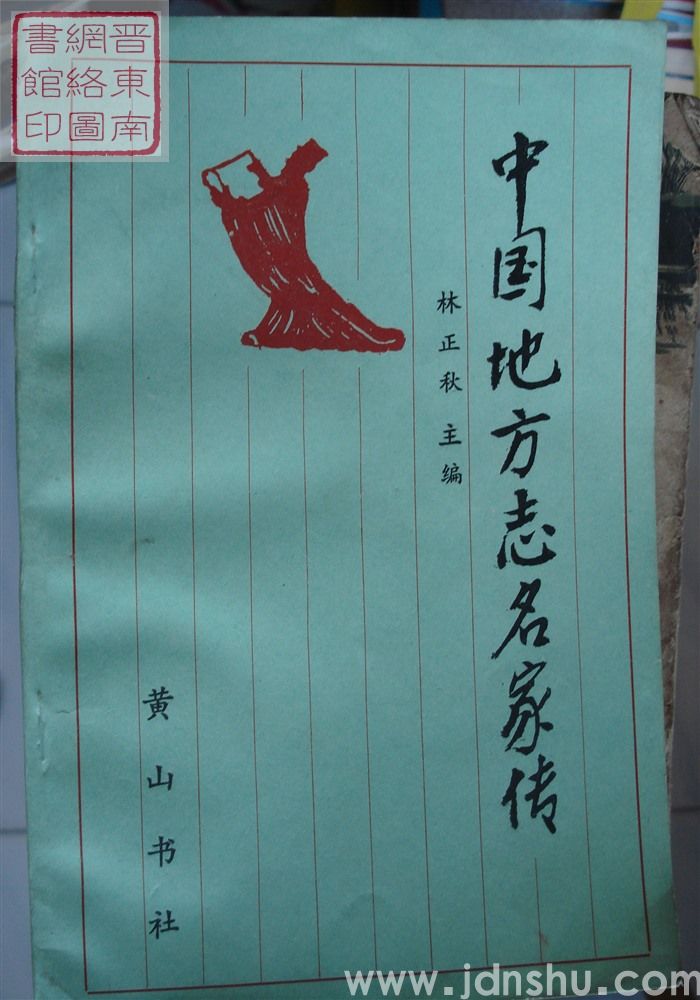 晋東南
網絡圖
書館印
中国地方志名家传
林正秋 主编
黄山书社
www.jdnshu.com